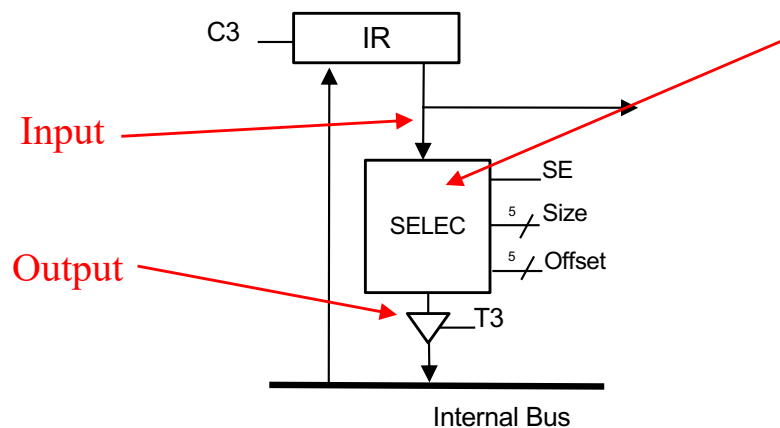 C3
IR
Input
SE
5
Size
SELEC
5
Offset
Output
T3
Internal Bus